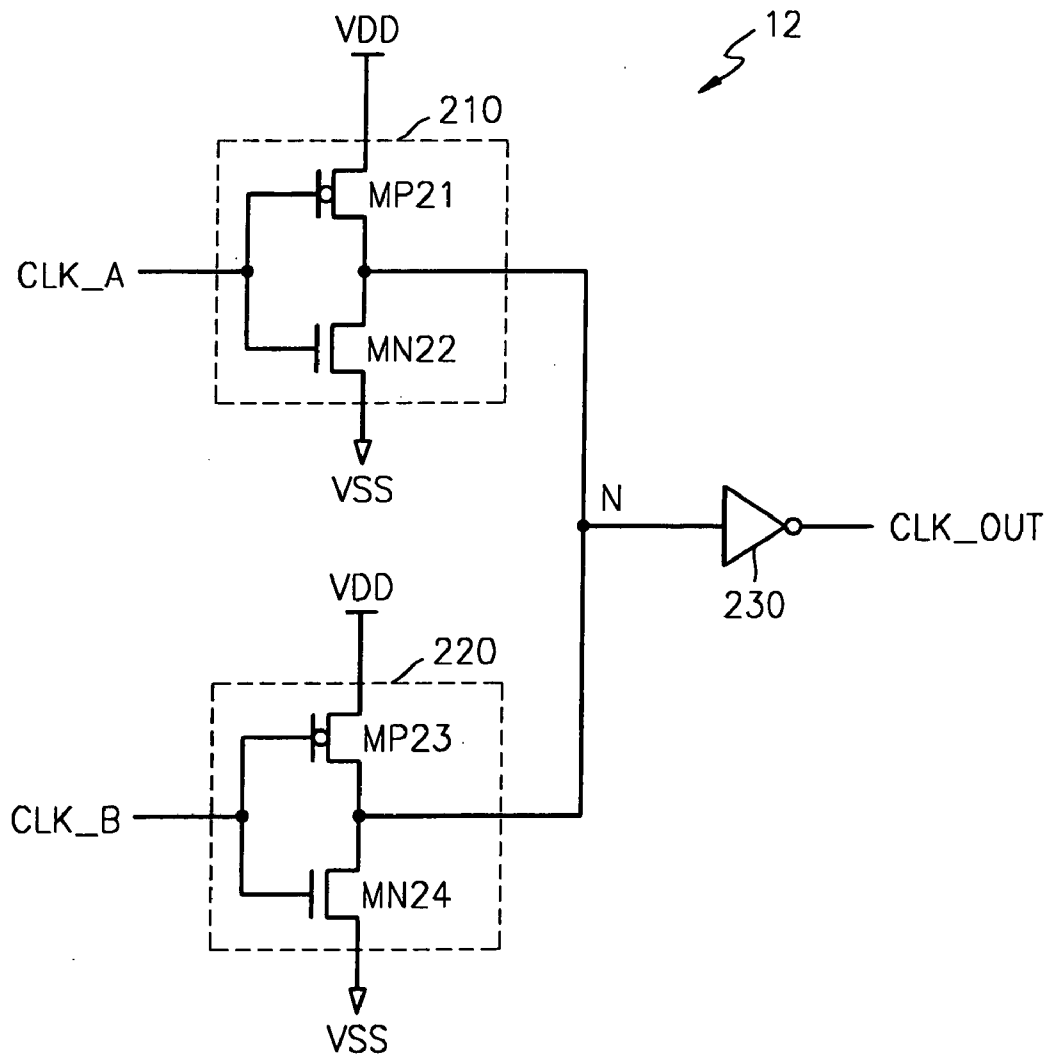 12
VDD
210
MP21
CLK_A
MN22
VSS
N
CLK_OUT
230
VDD
220
MP23
CLK_B
MN24
VSS